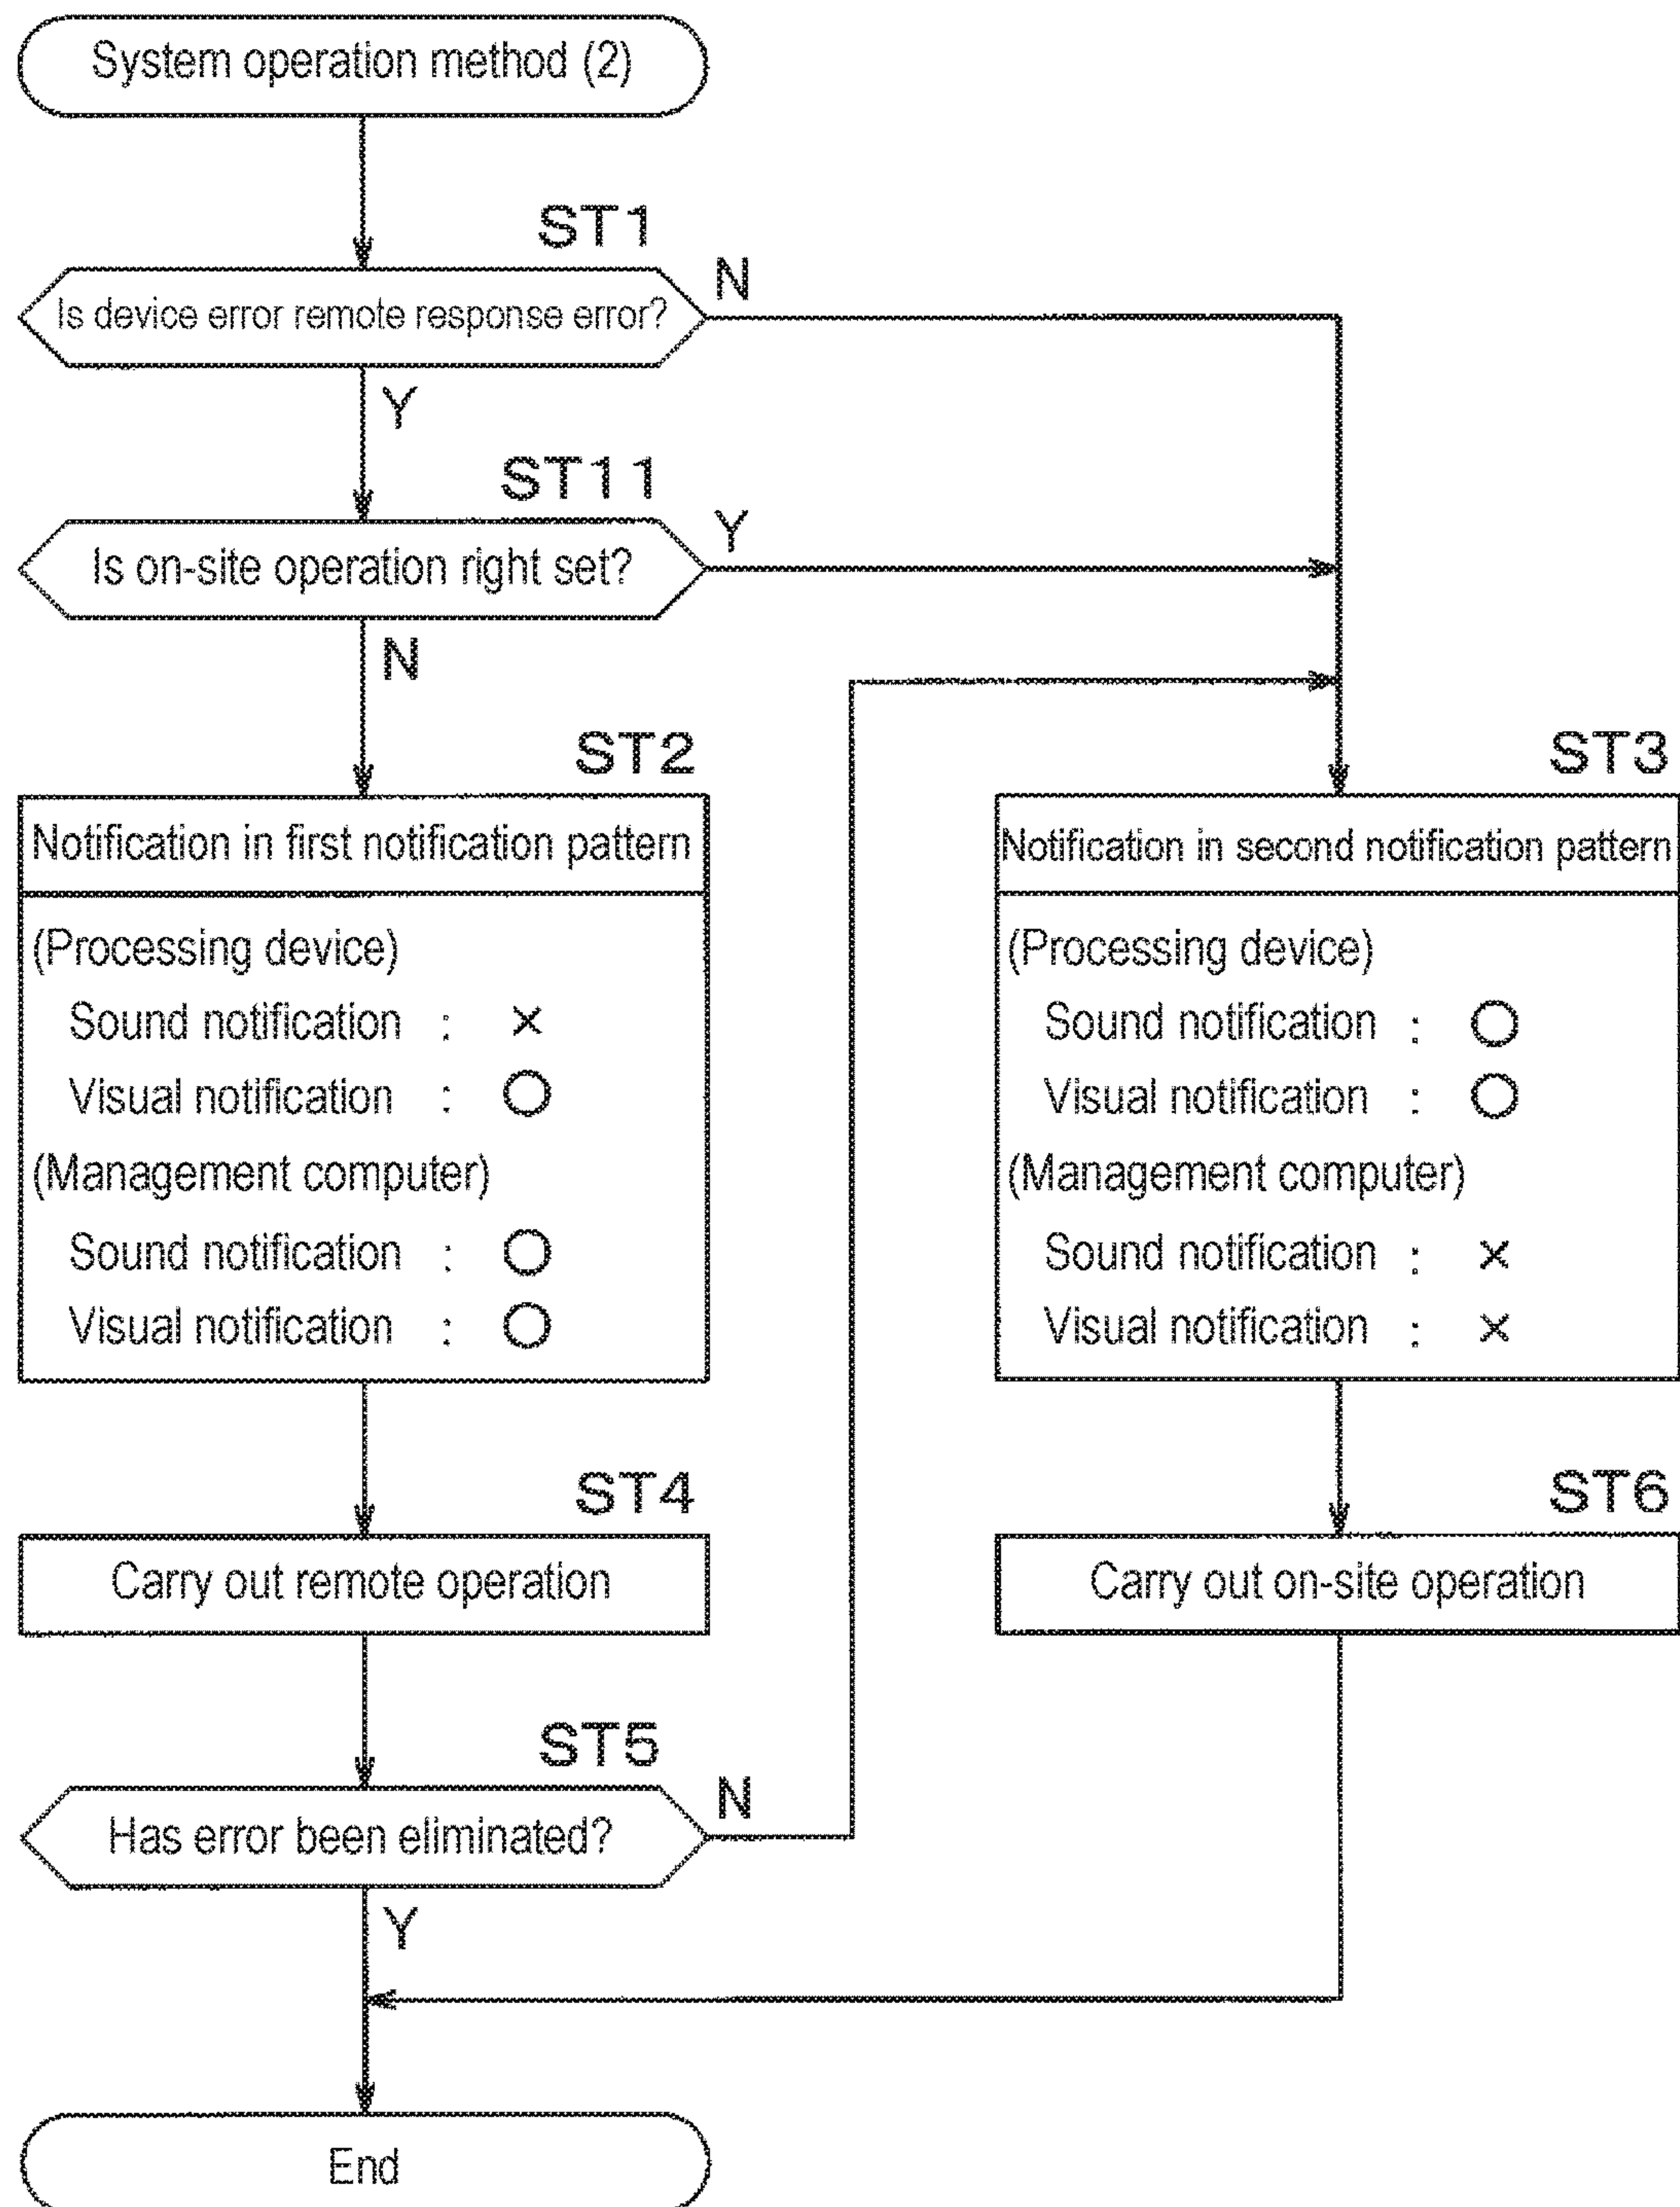 System operation method (2)
ST1
Is device error remote response error?
N
Y
ST11
Is on-site operation right set?
Y
N
ST2
Notification in first notification pattern
(Processing device)
Sound notification : ×
Visual notification : ○
(Management computer)
Sound notification : ○
Visual notification : ○
ST3
Notification in second notification pattern
(Processing device)
Sound notification : ○
Visual notification : ○
(Management computer)
Sound notification : ×
Visual notification : ×
ST4
Carry out remote operation
ST6
Carry out on-site operation
ST5
Has error been eliminated?
N
Y
End